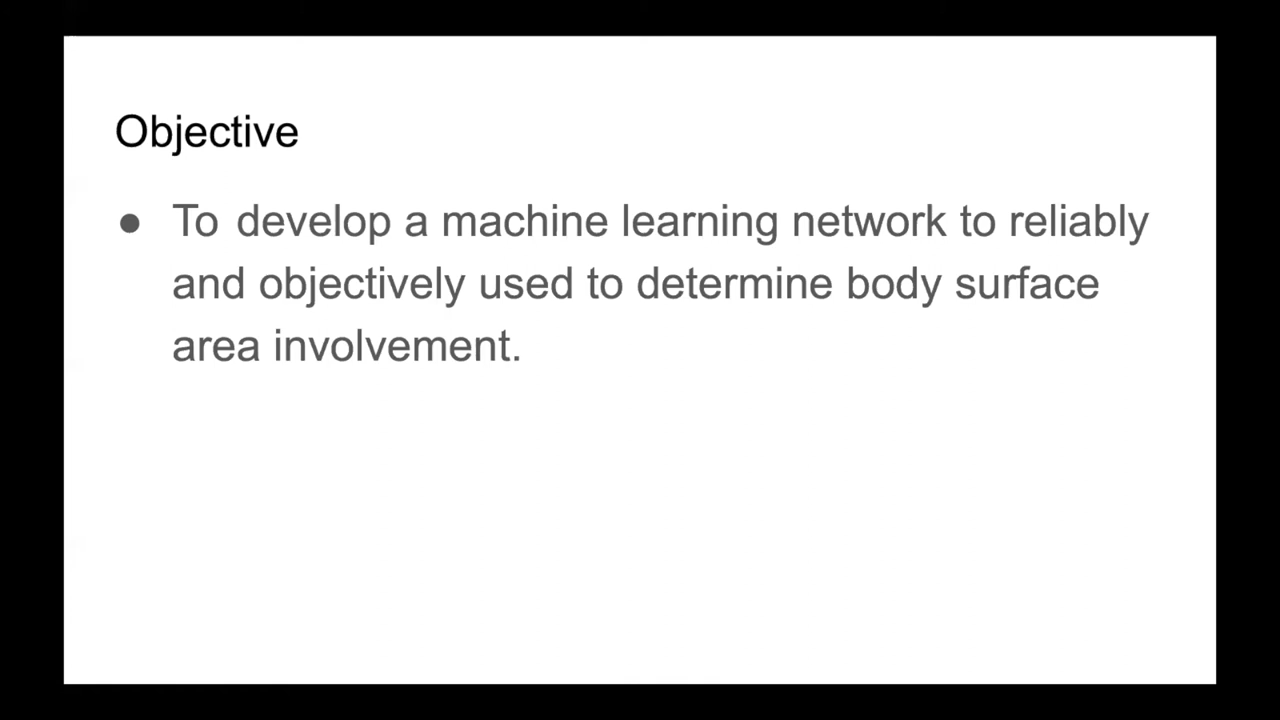 Objective
● To develop a machine learning network to reliably
and objectively used to determine body surface
area involvement.